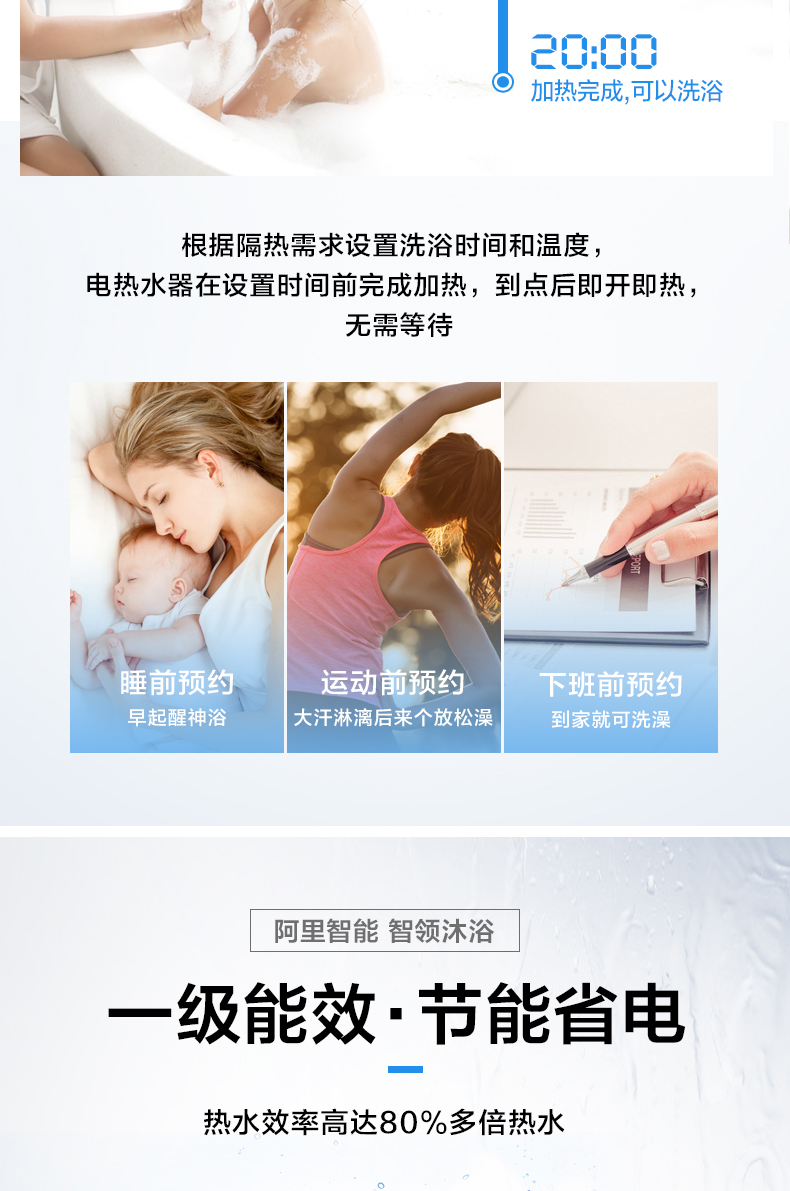 20:00
加热完成,可以洗浴
根据隔热需求设置洗浴时间和温度，
电热水器在设置时间前完成加热，到点后即开即热，
无需等待
睡前预约
早起醒神浴
运动前预约
大汗淋漓后来个放松澡
下班前预约
到家就可洗澡
阿里智能 智领沐浴
一级能效·节能省电
热水效率高达80%多倍热水